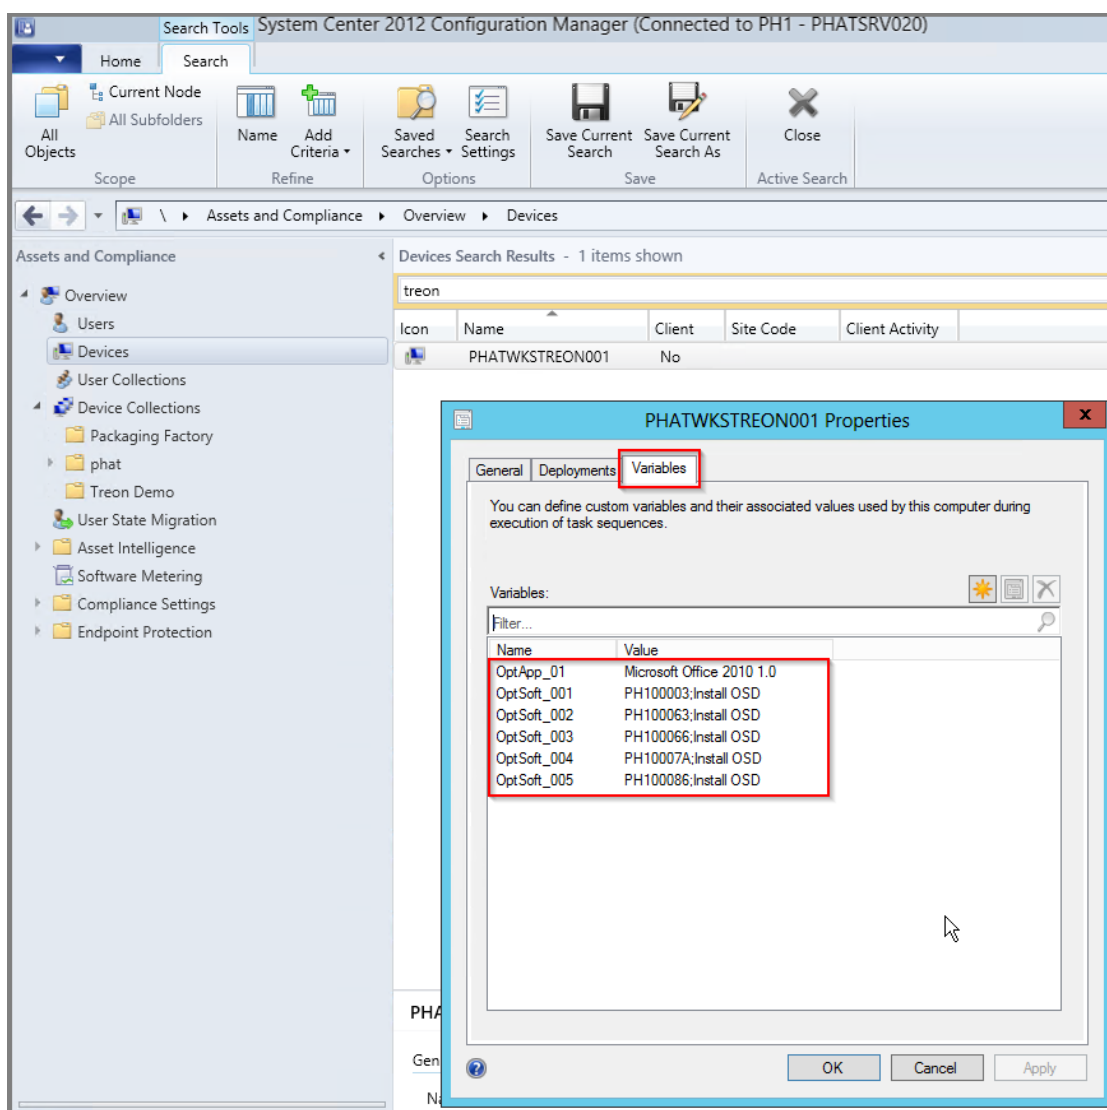 Search Tools System Center 2012 Configuration Manager (Connected to PH1 - PHATSRV020)
Home Search
All Objects
Current Node
All Subfolders
Name
Add Criteria
Saved Searches
Search Settings
Save Current Search
Save Current Search As
Close
Scope Refine Options Save Active Search
\ Assets and Compliance Overview Devices
Assets and Compliance
Overview
Users
Devices
User Collections
Device Collections
Packaging Factory
phat
Treon Demo
User State Migration
Asset Intelligence
Software Metering
Compliance Settings
Endpoint Protection
Devices Search Results - 1 items shown
treon
Icon Name Client Site Code Client Activity
PHATWKSTREON001 No
PHATWKSTREON001 Properties
x
General Deployments Variables
You can define custom variables and their associated values used by this computer during
execution of task sequences.
Variables:
Filter...
Name Value
OptApp_01 Microsoft Office 2010 1.0
OptSoft_001 PH100003;Install OSD
OptSoft_002 PH100063;Install OSD
OptSoft_003 PH100066;Install OSD
OptSoft_004 PH10007A;Install OSD
OptSoft_005 PH100086;Install OSD
OK Cancel Apply
PHA
Gen
Na